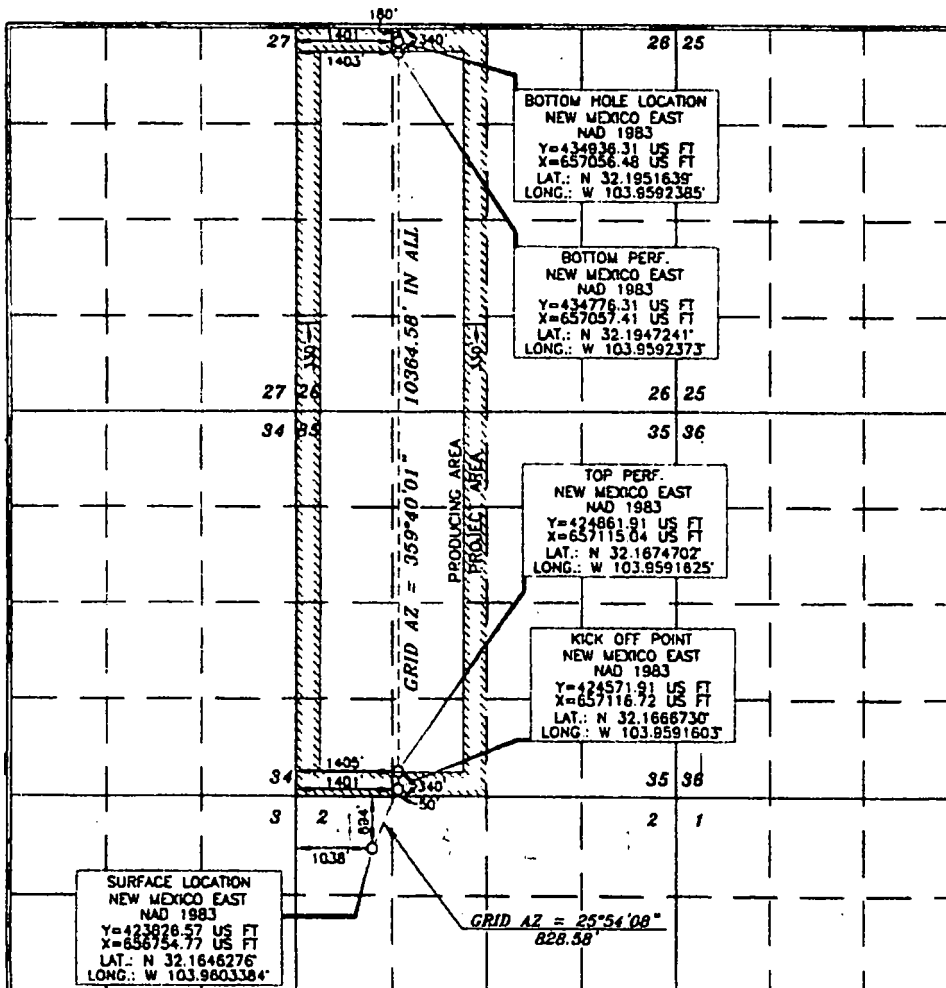 180'
1401'
340'
27
1403'
26 25
BOTTOM HOLE LOCATION
NEW MEXICO EAST
NAD 1983
Y=434936.31 US FT
X=657056.48 US FT
LAT.: N 32.1951639°
LONG.: W 103.9592385°
BOTTOM PERF.
NEW MEXICO EAST
NAD 1983
Y=434776.31 US FT
X=657057.41 US FT
LAT.: N 32.1947241°
LONG.: W 103.9592373°
GRID AZ = 359°40'01" 10364.58 IN ALL
27 26
26 25
34 35
35 36
PRODUCING AREA
PROJECT AREA
TOP PERF.
NEW MEXICO EAST
NAD 1983
Y=424861.91 US FT
X=657115.04 US FT
LAT.: N 32.1674702°
LONG.: W 103.9591625°
KICK OFF POINT
NEW MEXICO EAST
NAD 1983
Y=424571.91 US FT
X=657116.72 US FT
LAT.: N 32.1666730°
LONG.: W 103.9591603°
1405'
34
1401'
2340'
50'
35 36
3 2
2 1
694'
1038'
SURFACE LOCATION
NEW MEXICO EAST
NAD 1983
Y=423826.57 US FT
X=656754.77 US FT
LAT.: N 32.1646276°
LONG.: W 103.9603384°
GRID AZ = 25°54'08"
828.58'